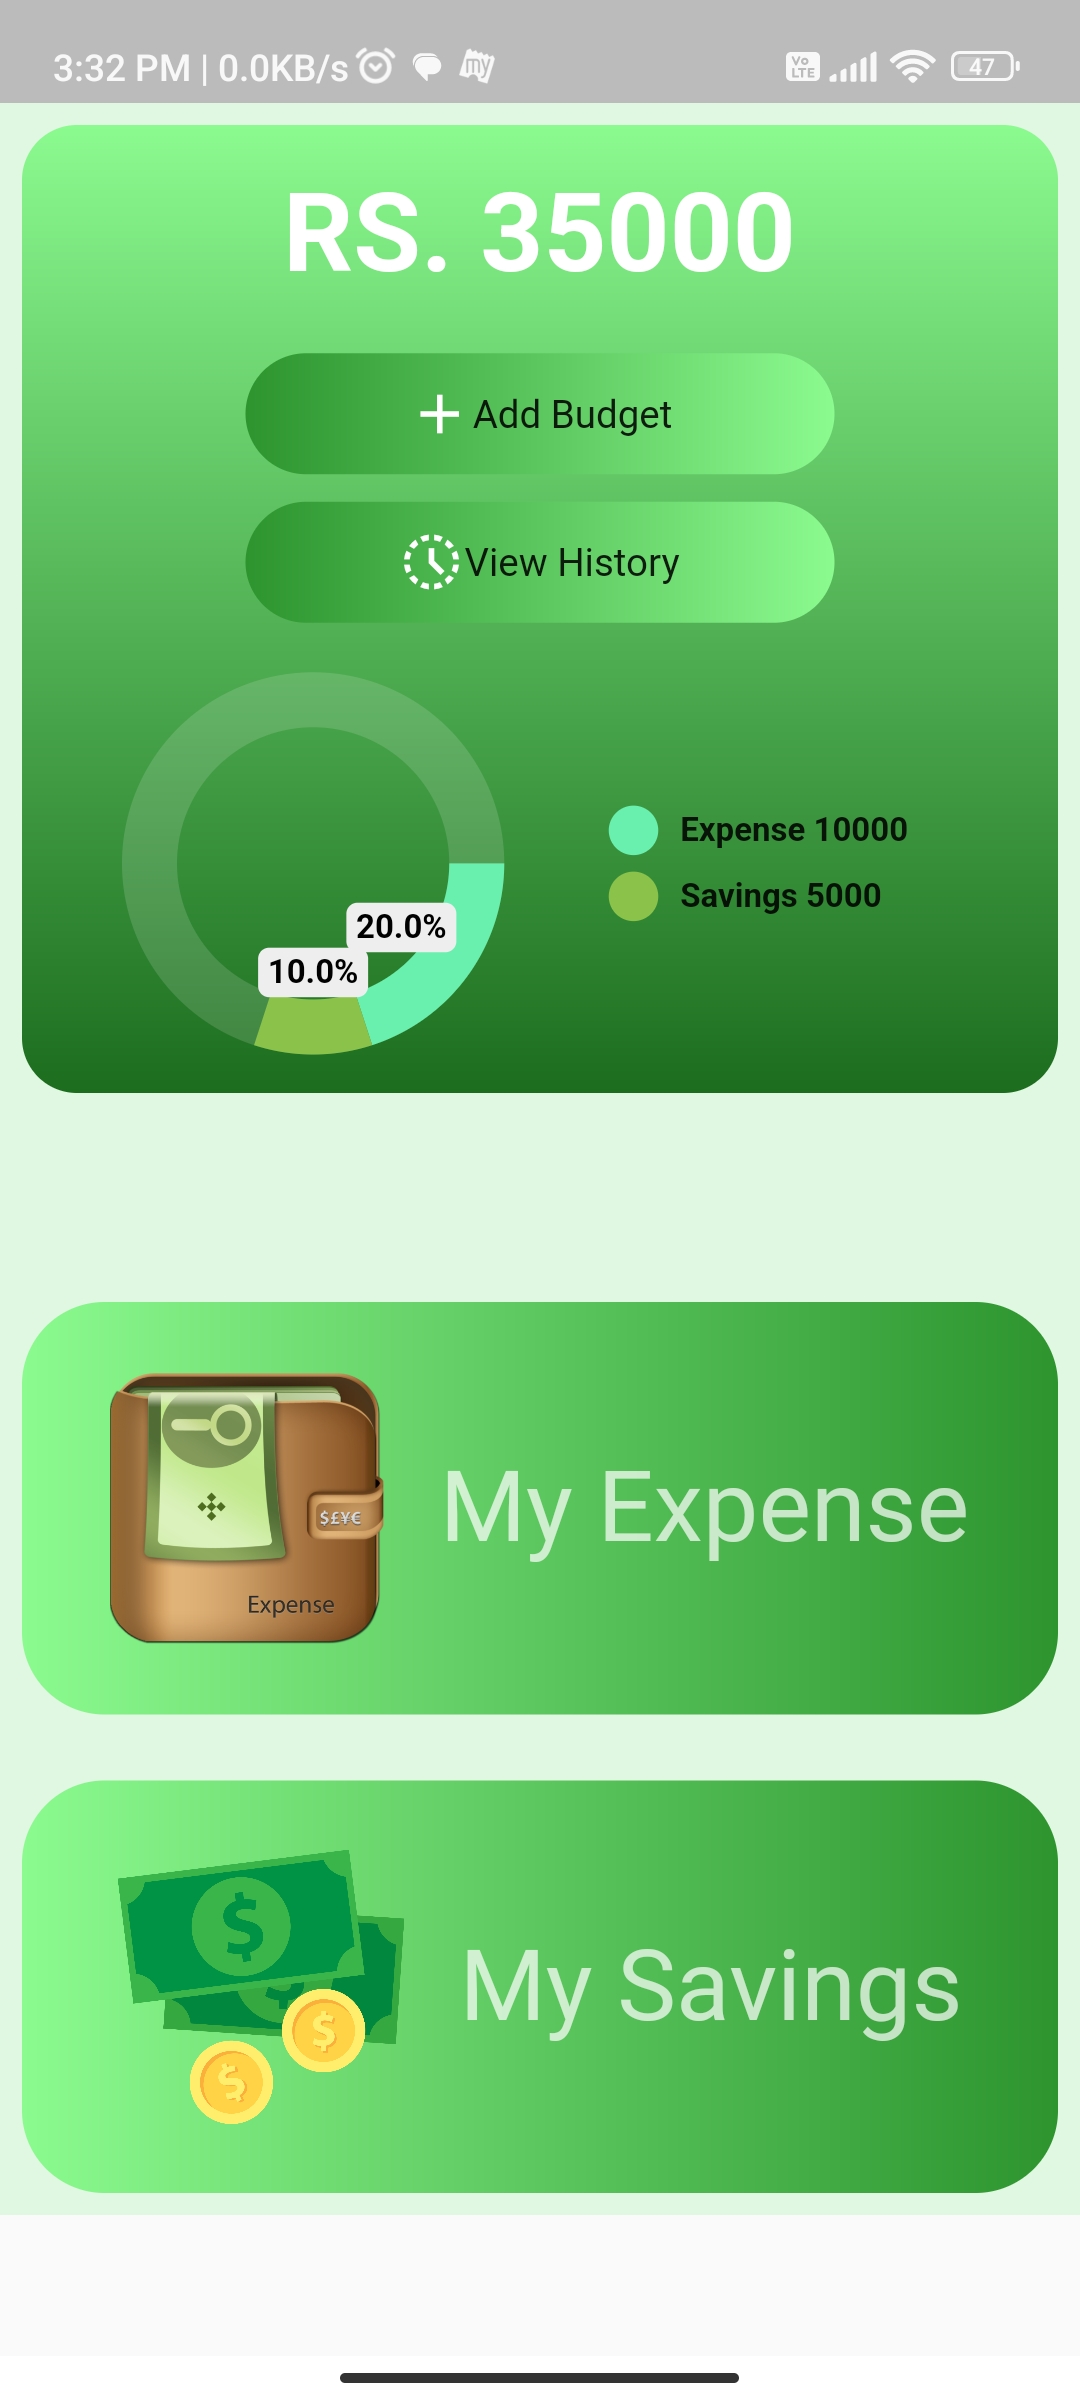 3:32 PM | 0.0KB/s my Vo LTE 47
RS. 35000
Add Budget
View History
Expense 10000
Savings 5000
20.0%
10.0%
$£¥€
My Expense
Expense
$
$
My Savings
$
$